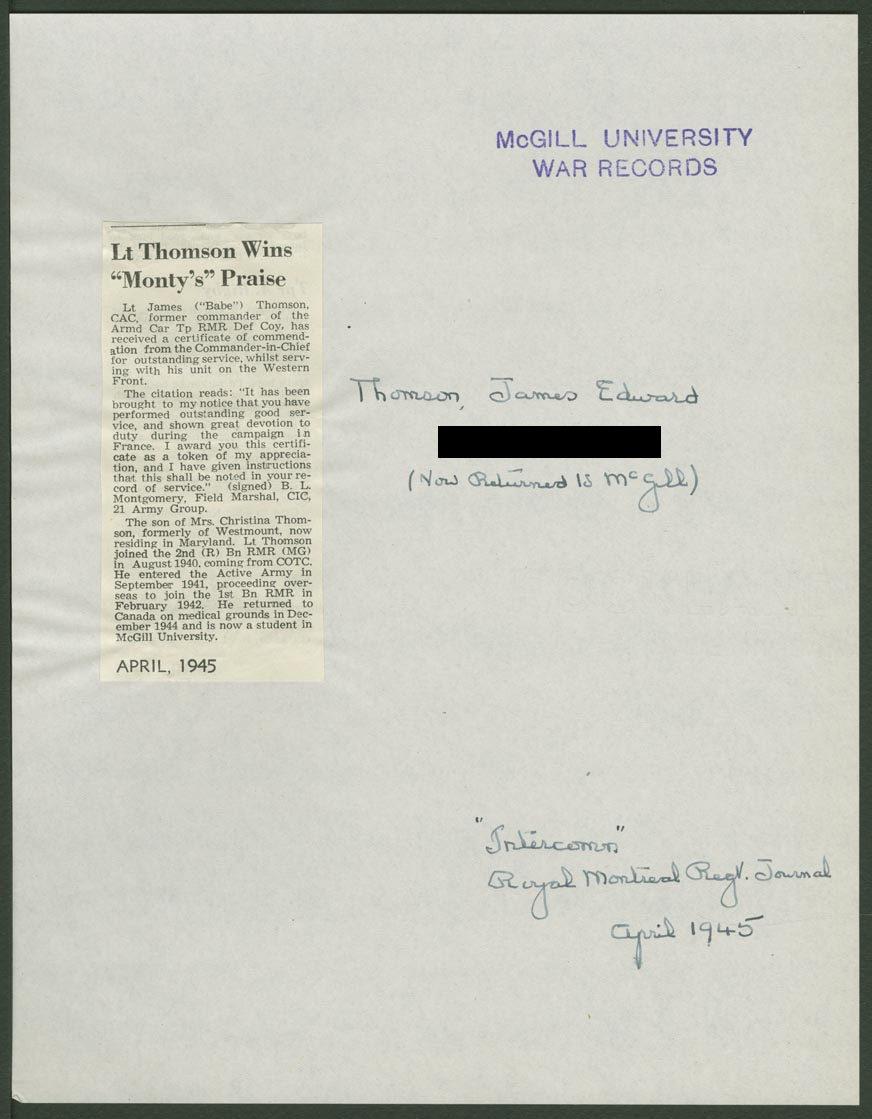 McGILL UNIVERSITY
WAR RECORDS
Lt Thomson Wins
“Monty's” Praise
Lt James (“Babe”) Thomson,
CAC, former commander of the
Armd Car Tp RMR Def Coy, has
received a certificate of commend-
ation from the Commander-in-Chief
for outstanding service, whilst serv-
ing with his unit on the Western
Front.
The citation reads: “It has been
brought to my notice that you have
performed outstanding good ser-
vice, and shown great devotion to
duty during the campaign in
France. I award you this certifi-
cate as a token of my apprecia-
tion, and I have given instructions
that this shall be noted in your re-
cord of service.” (signed) B. L.
Montgomery, Field Marshal, CIC,
21 Army Group.
The son of Mrs. Christina Thom-
son, formerly of Westmount, now
residing in Maryland. Lt Thomson
joined the 2nd (R) Bn RMR (MG)
in August 1940, coming from COTC.
He entered the Active Army in
September 1941, proceeding over-
seas to join the 1st Bn RMR in
February 1942. He returned to
Canada on medical grounds in Dec-
ember 1944 and is now a student in
McGill University.
APRIL, 1945
Thomson, James Edward
(Now Returned to McGill)
"Intercomn"
Royal Montreal Regt. Journal
April 1945